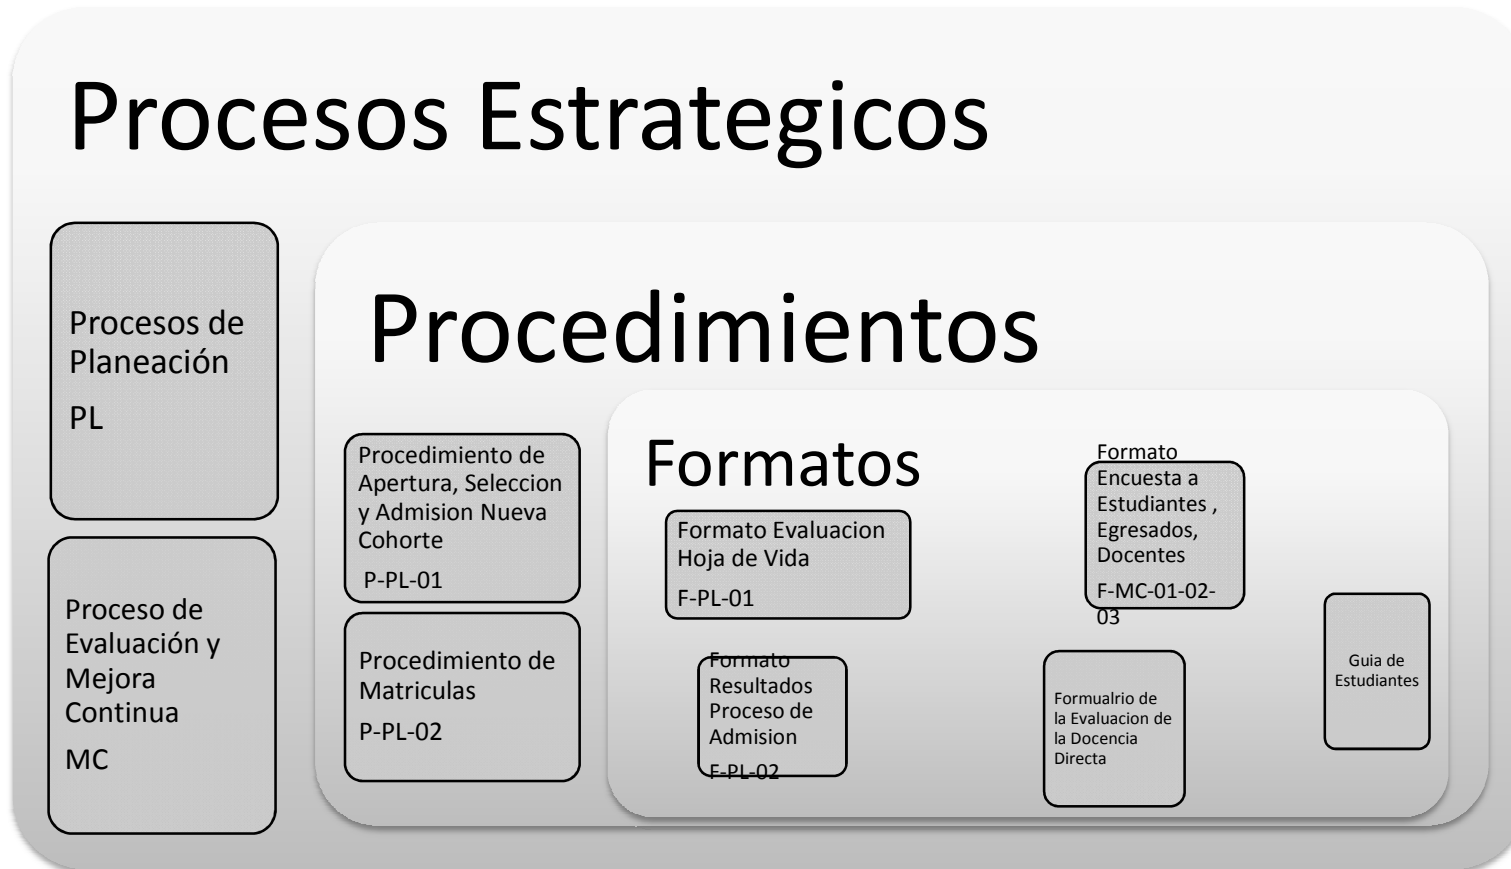 Procesos Estrategicos
Procesos de
Planeación
PL
Proceso de
Evaluación y
Mejora
Continua
MC
Procedimientos
Procedimiento de
Apertura, Seleccion
y Admision Nueva
Cohorte
P-PL-01
Procedimiento de
Matriculas
P-PL-02
Formatos
Formato Evaluacion
Hoja de Vida
F-PL-01
Formato
Resultados
Proceso de
Admision
F-PL-02
Formato
Encuesta a
Estudiantes ,
Egresados,
Docentes
F-MC-01-02-
03
Formualrio de
la Evaluacion de
la Docencia
Directa
Guia de
Estudiantes